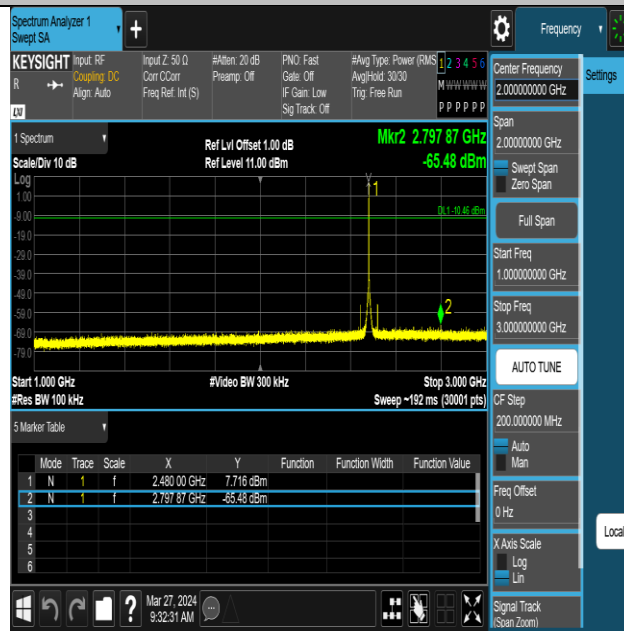 Spectrum Analyzer 1
Swept SA
Frequency
KEYSIGHT
R
LXI
Input: RF
Coupling: DC
Align: Auto
Input Z: 50 Ω
Corr CCorr
Freq Ref: Int (S)
#Atten: 20 dB
Preamp: Off
PNO: Fast
Gate: Off
IF Gain: Low
Sig Track: Off
#Avg Type: Power (RMS
Avg|Hold: 30/30
Trig: Free Run
1 2 3 4 5 6
M W W W W W
P P P P P P
1 Spectrum
Scale/Div 10 dB
Ref Lvl Offset 1.00 dB
Ref Level 11.00 dBm
Mkr2 2.797 87 GHz
-65.48 dBm
Log
1.00
-9.00
-19.0
-29.0
-39.0
-49.0
-59.0
-69.0
-79.0
1
DL1 -10.46 dBm
2
Start 1.000 GHz
#Res BW 100 kHz
#Video BW 300 kHz
Stop 3.000 GHz
Sweep ~192 ms (30001 pts)
5 Marker Table
Mode Trace Scale X Y Function Function Width Function Value
1 N 1 f 2.480 00 GHz 7.716 dBm
2 N 1 f 2.797 87 GHz -65.48 dBm
3
4
5
6
Mar 27, 2024
9:32:31 AM
Center Frequency
2.000000000 GHz
Settings
Span
2.00000000 GHz
Swept Span
Zero Span
Full Span
Start Freq
1.000000000 GHz
Stop Freq
3.000000000 GHz
AUTO TUNE
CF Step
200.000000 MHz
Auto
Man
Freq Offset
0 Hz
Local
X Axis Scale
Log
Lin
Signal Track
(Span Zoom)